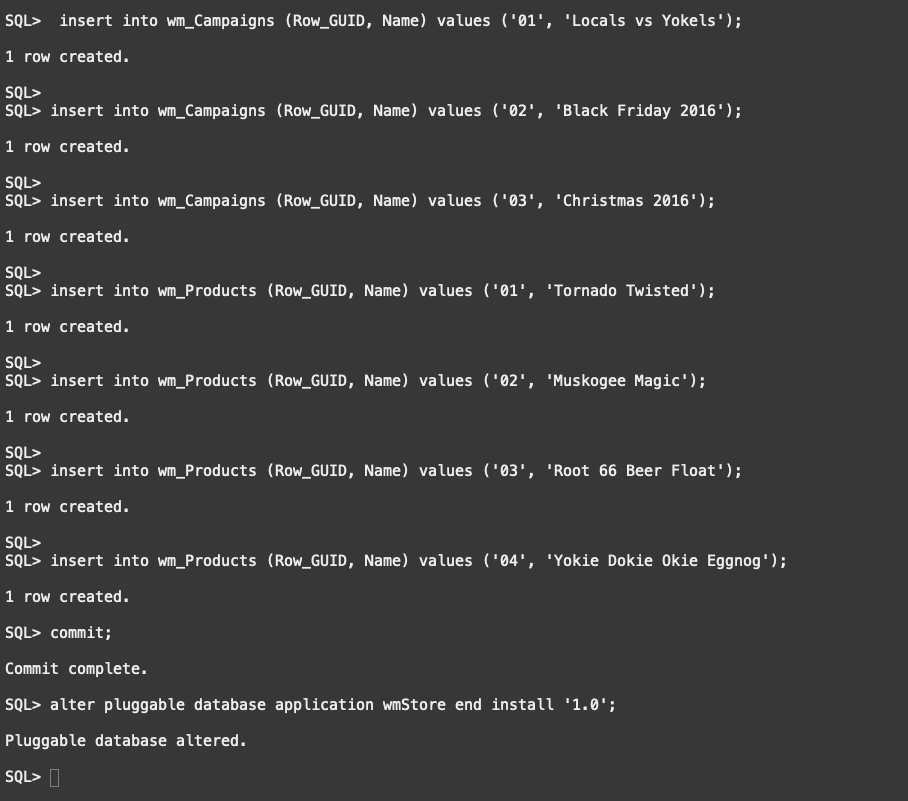 SQL>  insert into wm_Campaigns (Row_GUID, Name) values ('01', 'Locals vs Yokels');
1 row created.
SQL>
SQL> insert into wm_Campaigns (Row_GUID, Name) values ('02', 'Black Friday 2016');
1 row created.
SQL>
SQL> insert into wm_Campaigns (Row_GUID, Name) values ('03', 'Christmas 2016');
1 row created.
SQL>
SQL> insert into wm_Products (Row_GUID, Name) values ('01', 'Tornado Twisted');
1 row created.
SQL>
SQL> insert into wm_Products (Row_GUID, Name) values ('02', 'Muskogee Magic');
1 row created.
SQL>
SQL> insert into wm_Products (Row_GUID, Name) values ('03', 'Root 66 Beer Float');
1 row created.
SQL>
SQL> insert into wm_Products (Row_GUID, Name) values ('04', 'Yokie Dokie Okie Eggnog');
1 row created.
SQL> commit;
Commit complete.
SQL> alter pluggable database application wmStore end install '1.0';
Pluggable database altered.
SQL>